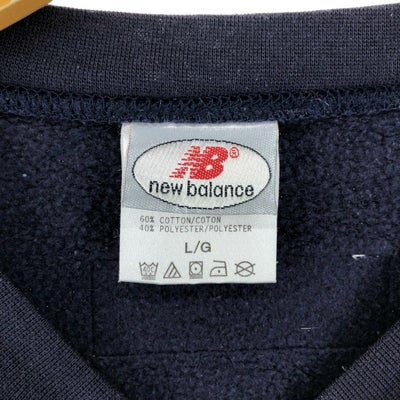 NB®
new balance
60% COTTON/COTON
40% POLYESTER/POLYESTER
L/G